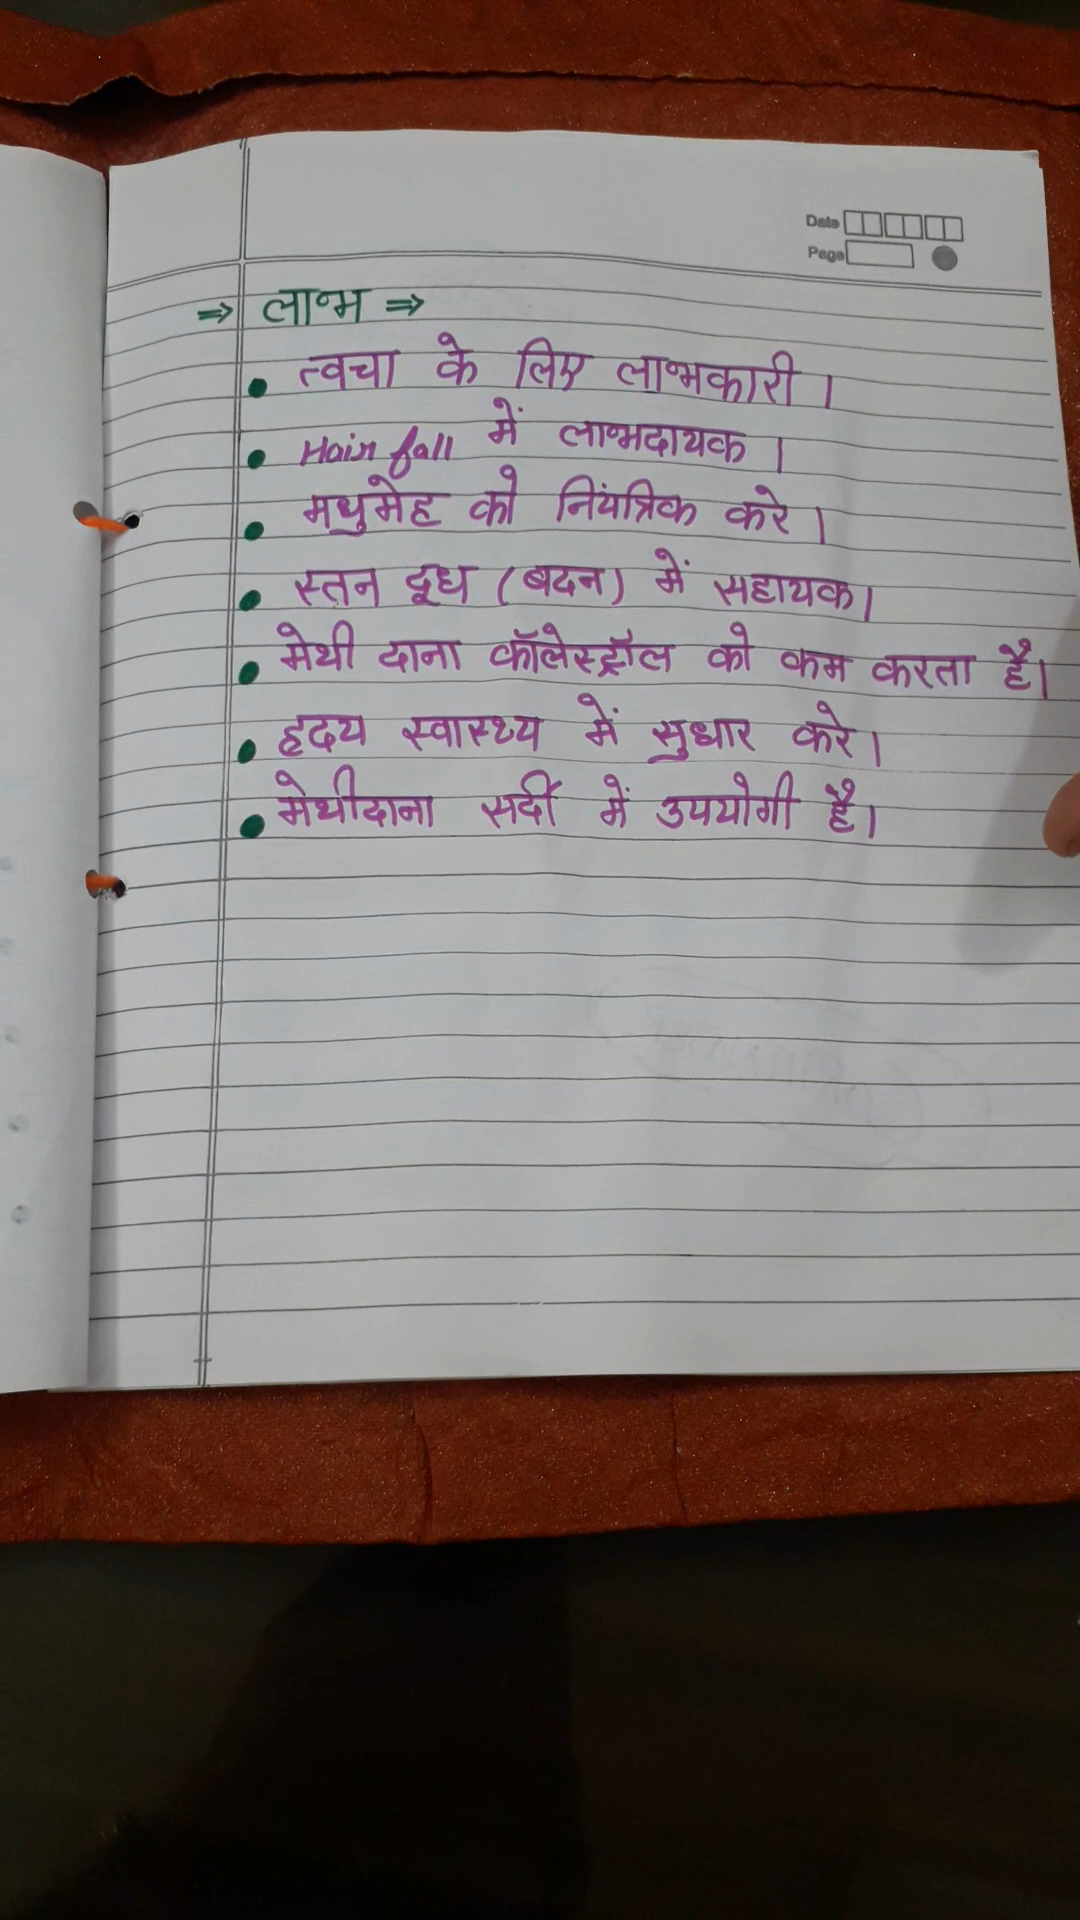 Date
Page
⇒ लाभ ⇒
• त्वचा के लिए लाभकारी ।
• Hair fall में लाभदायक ।
• मधुमेह को नियंत्रिक करे ।
• स्तन दूध (बदन) में सहायक।
• मेथी दाना कॉलेस्ट्रॉल को कम करता है।
• हृदय स्वास्थ्य में सुधार करे।
• मेथीदाना सर्दी में उपयोगी है।